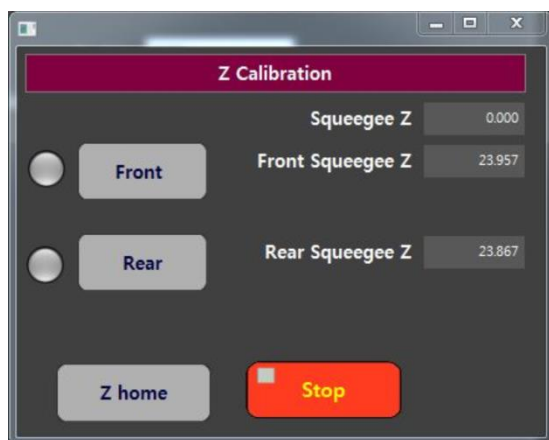 Z Calibration
Squeegee Z 0.000
Front Front Squeegee Z 23.957
Rear Rear Squeegee Z 23.867
Z home Stop